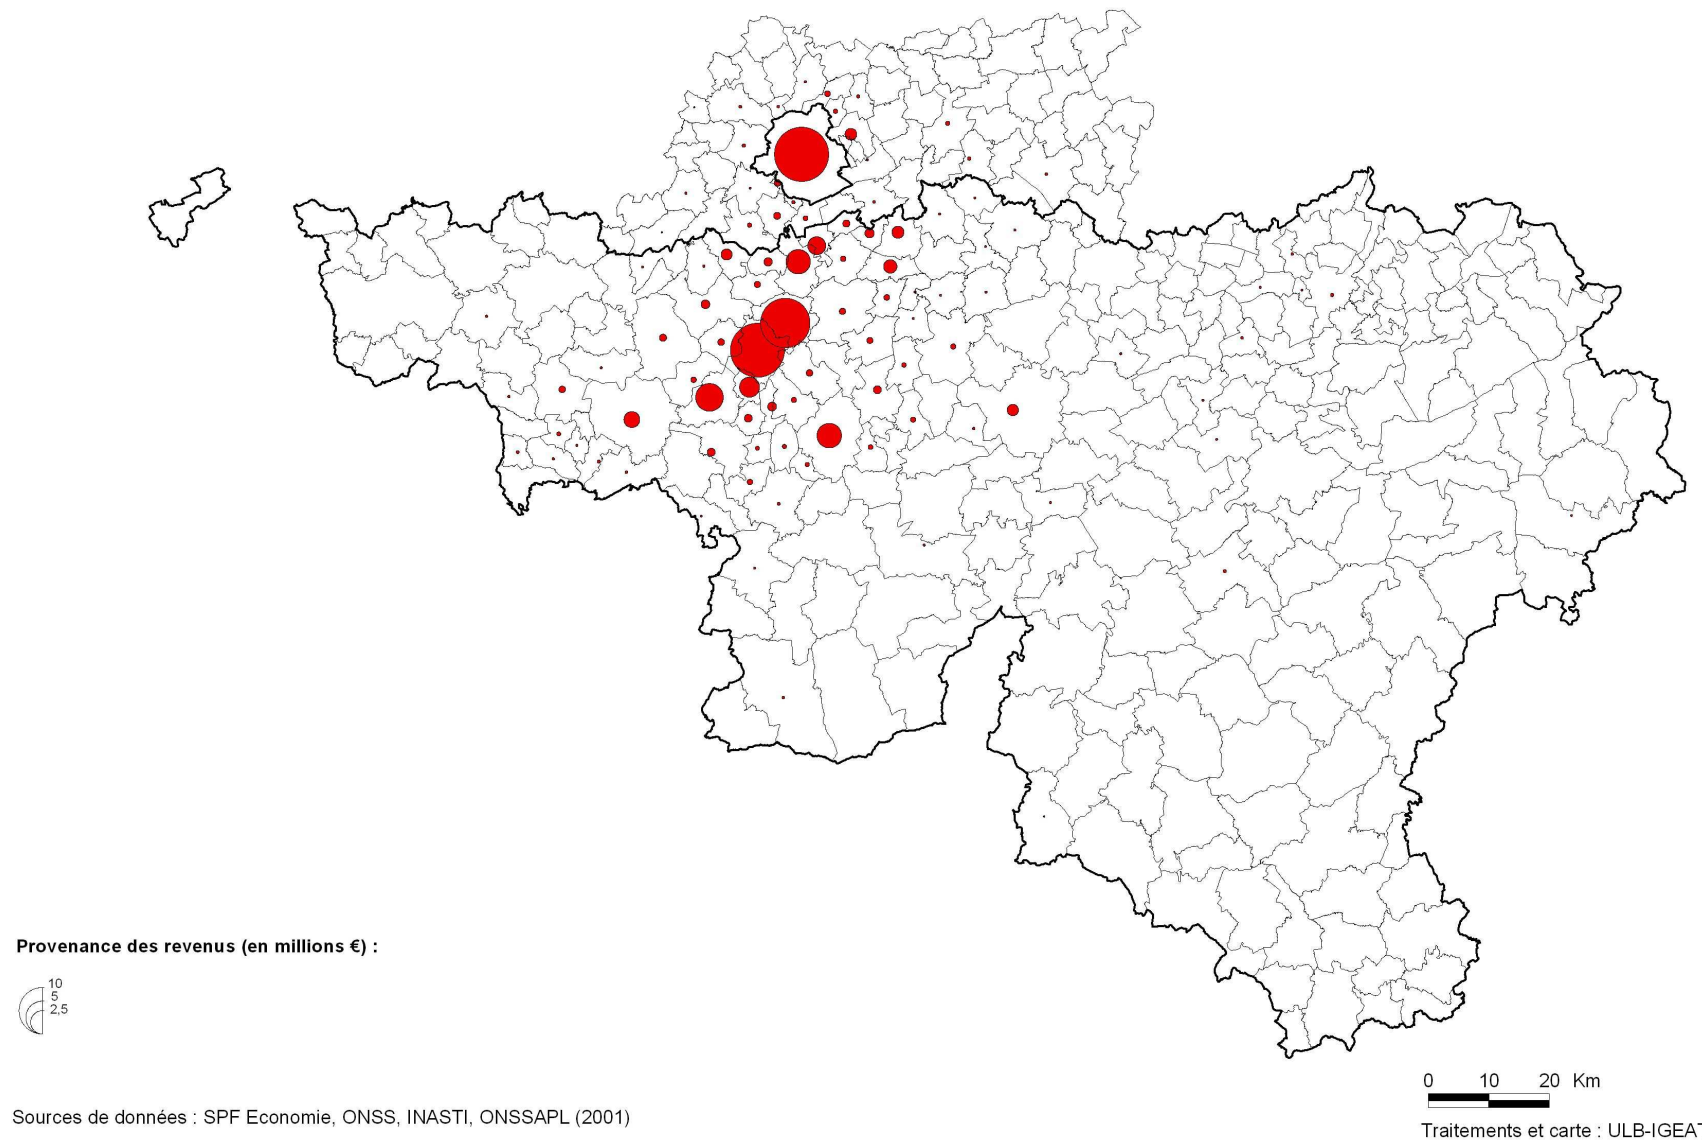 Provenance des revenus (en millions €) :
10
5
2,5
0 10 20 Km
Sources de données : SPF Economie, ONSS, INASTI, ONSSAPL (2001)
Traitements et carte : ULB-IGEAT